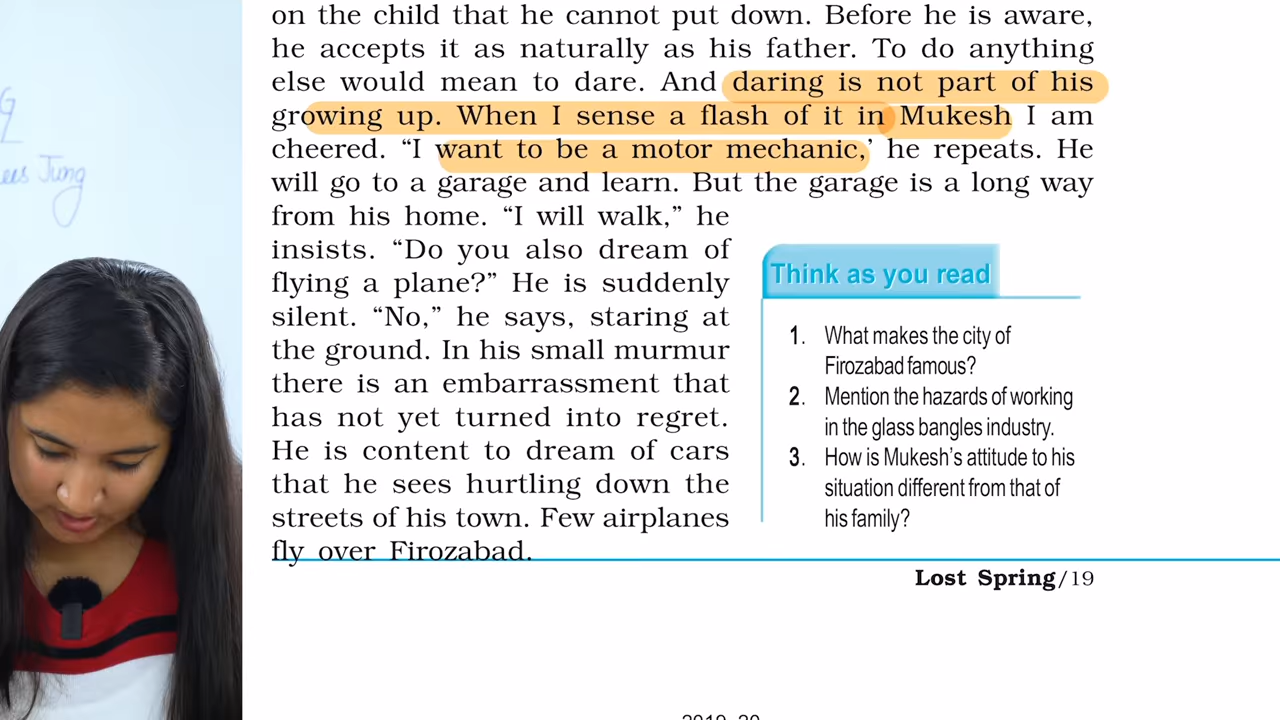 on the child that he cannot put down. Before he is aware,
he accepts it as naturally as his father. To do anything
else would mean to dare. And daring is not part of his
growing up. When I sense a flash of it in Mukesh I am
cheered. “I want to be a motor mechanic,’ he repeats. He
will go to a garage and learn. But the garage is a long way
from his home. “I will walk,” he
insists. “Do you also dream of
flying a plane?” He is suddenly
silent. “No,” he says, staring at
the ground. In his small murmur
there is an embarrassment that
has not yet turned into regret.
He is content to dream of cars
that he sees hurtling down the
streets of his town. Few airplanes
fly over Firozabad.
Think as you read
1. What makes the city of
Firozabad famous?
2. Mention the hazards of working
in the glass bangles industry.
3. How is Mukesh’s attitude to his
situation different from that of
his family?
Lost Spring/19
2019–20
Jung